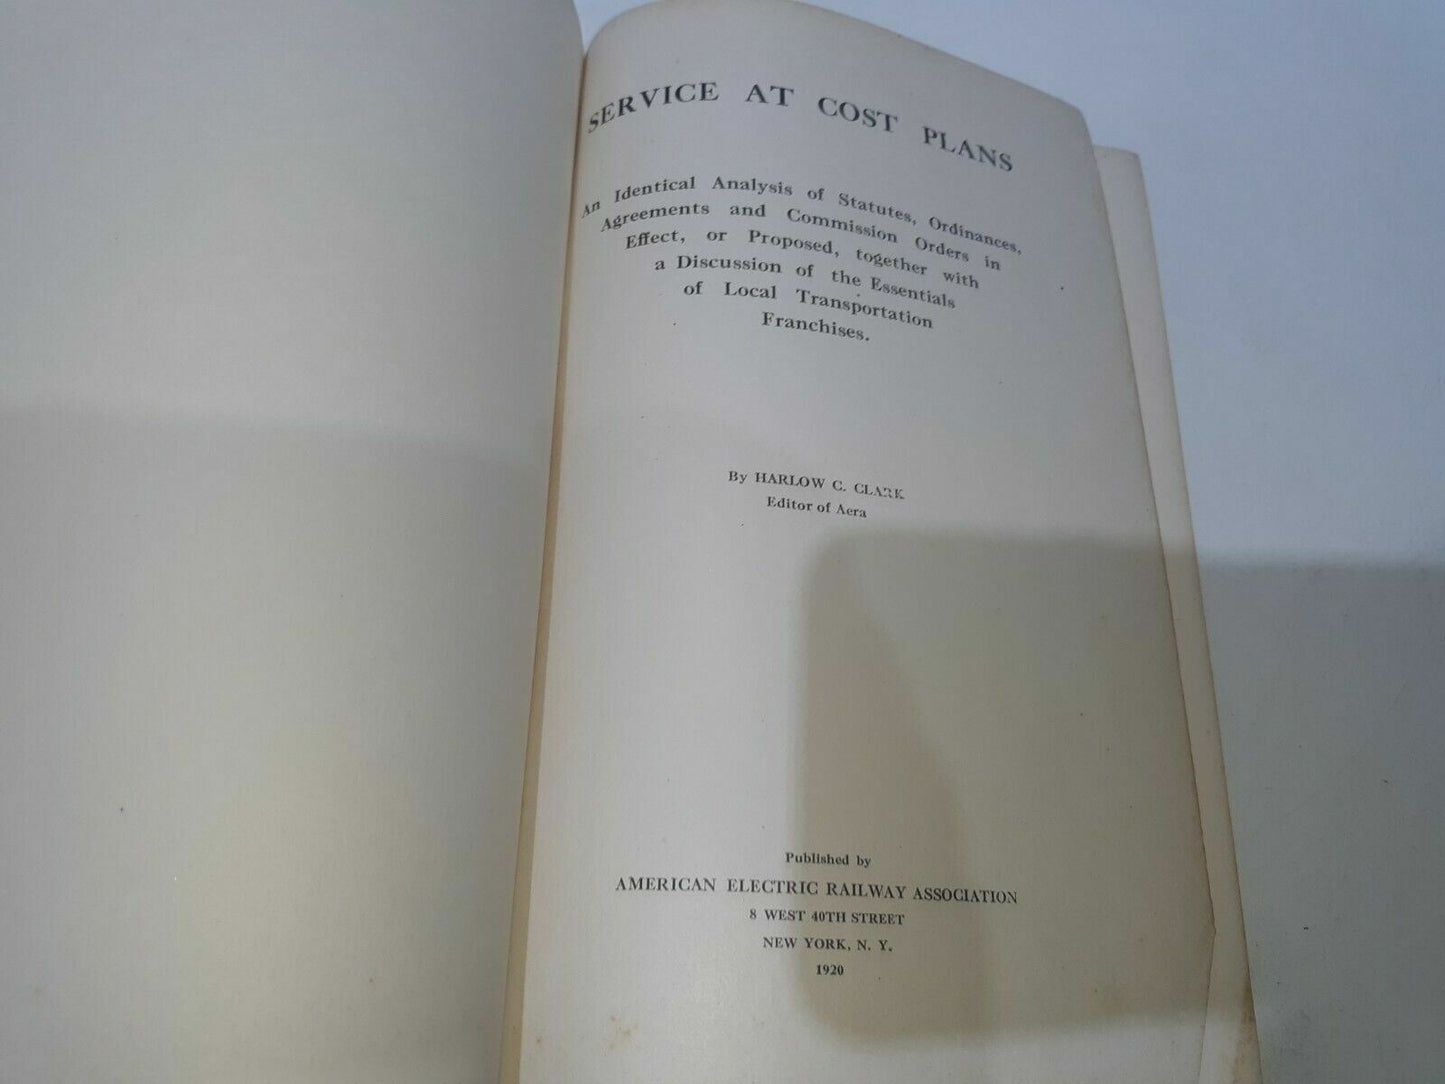 SERVICE AT COST PLANS
An Identical Analysis of Statutes, Ordinances,
Agreements and Commission Orders in
Effect, or Proposed, together with
a Discussion of the Essentials
of Local Transportation
Franchises.
By HARLOW C. CLARK
Editor of Aera
Published by
AMERICAN ELECTRIC RAILWAY ASSOCIATION
8 WEST 40TH STREET
NEW YORK, N. Y.
1920